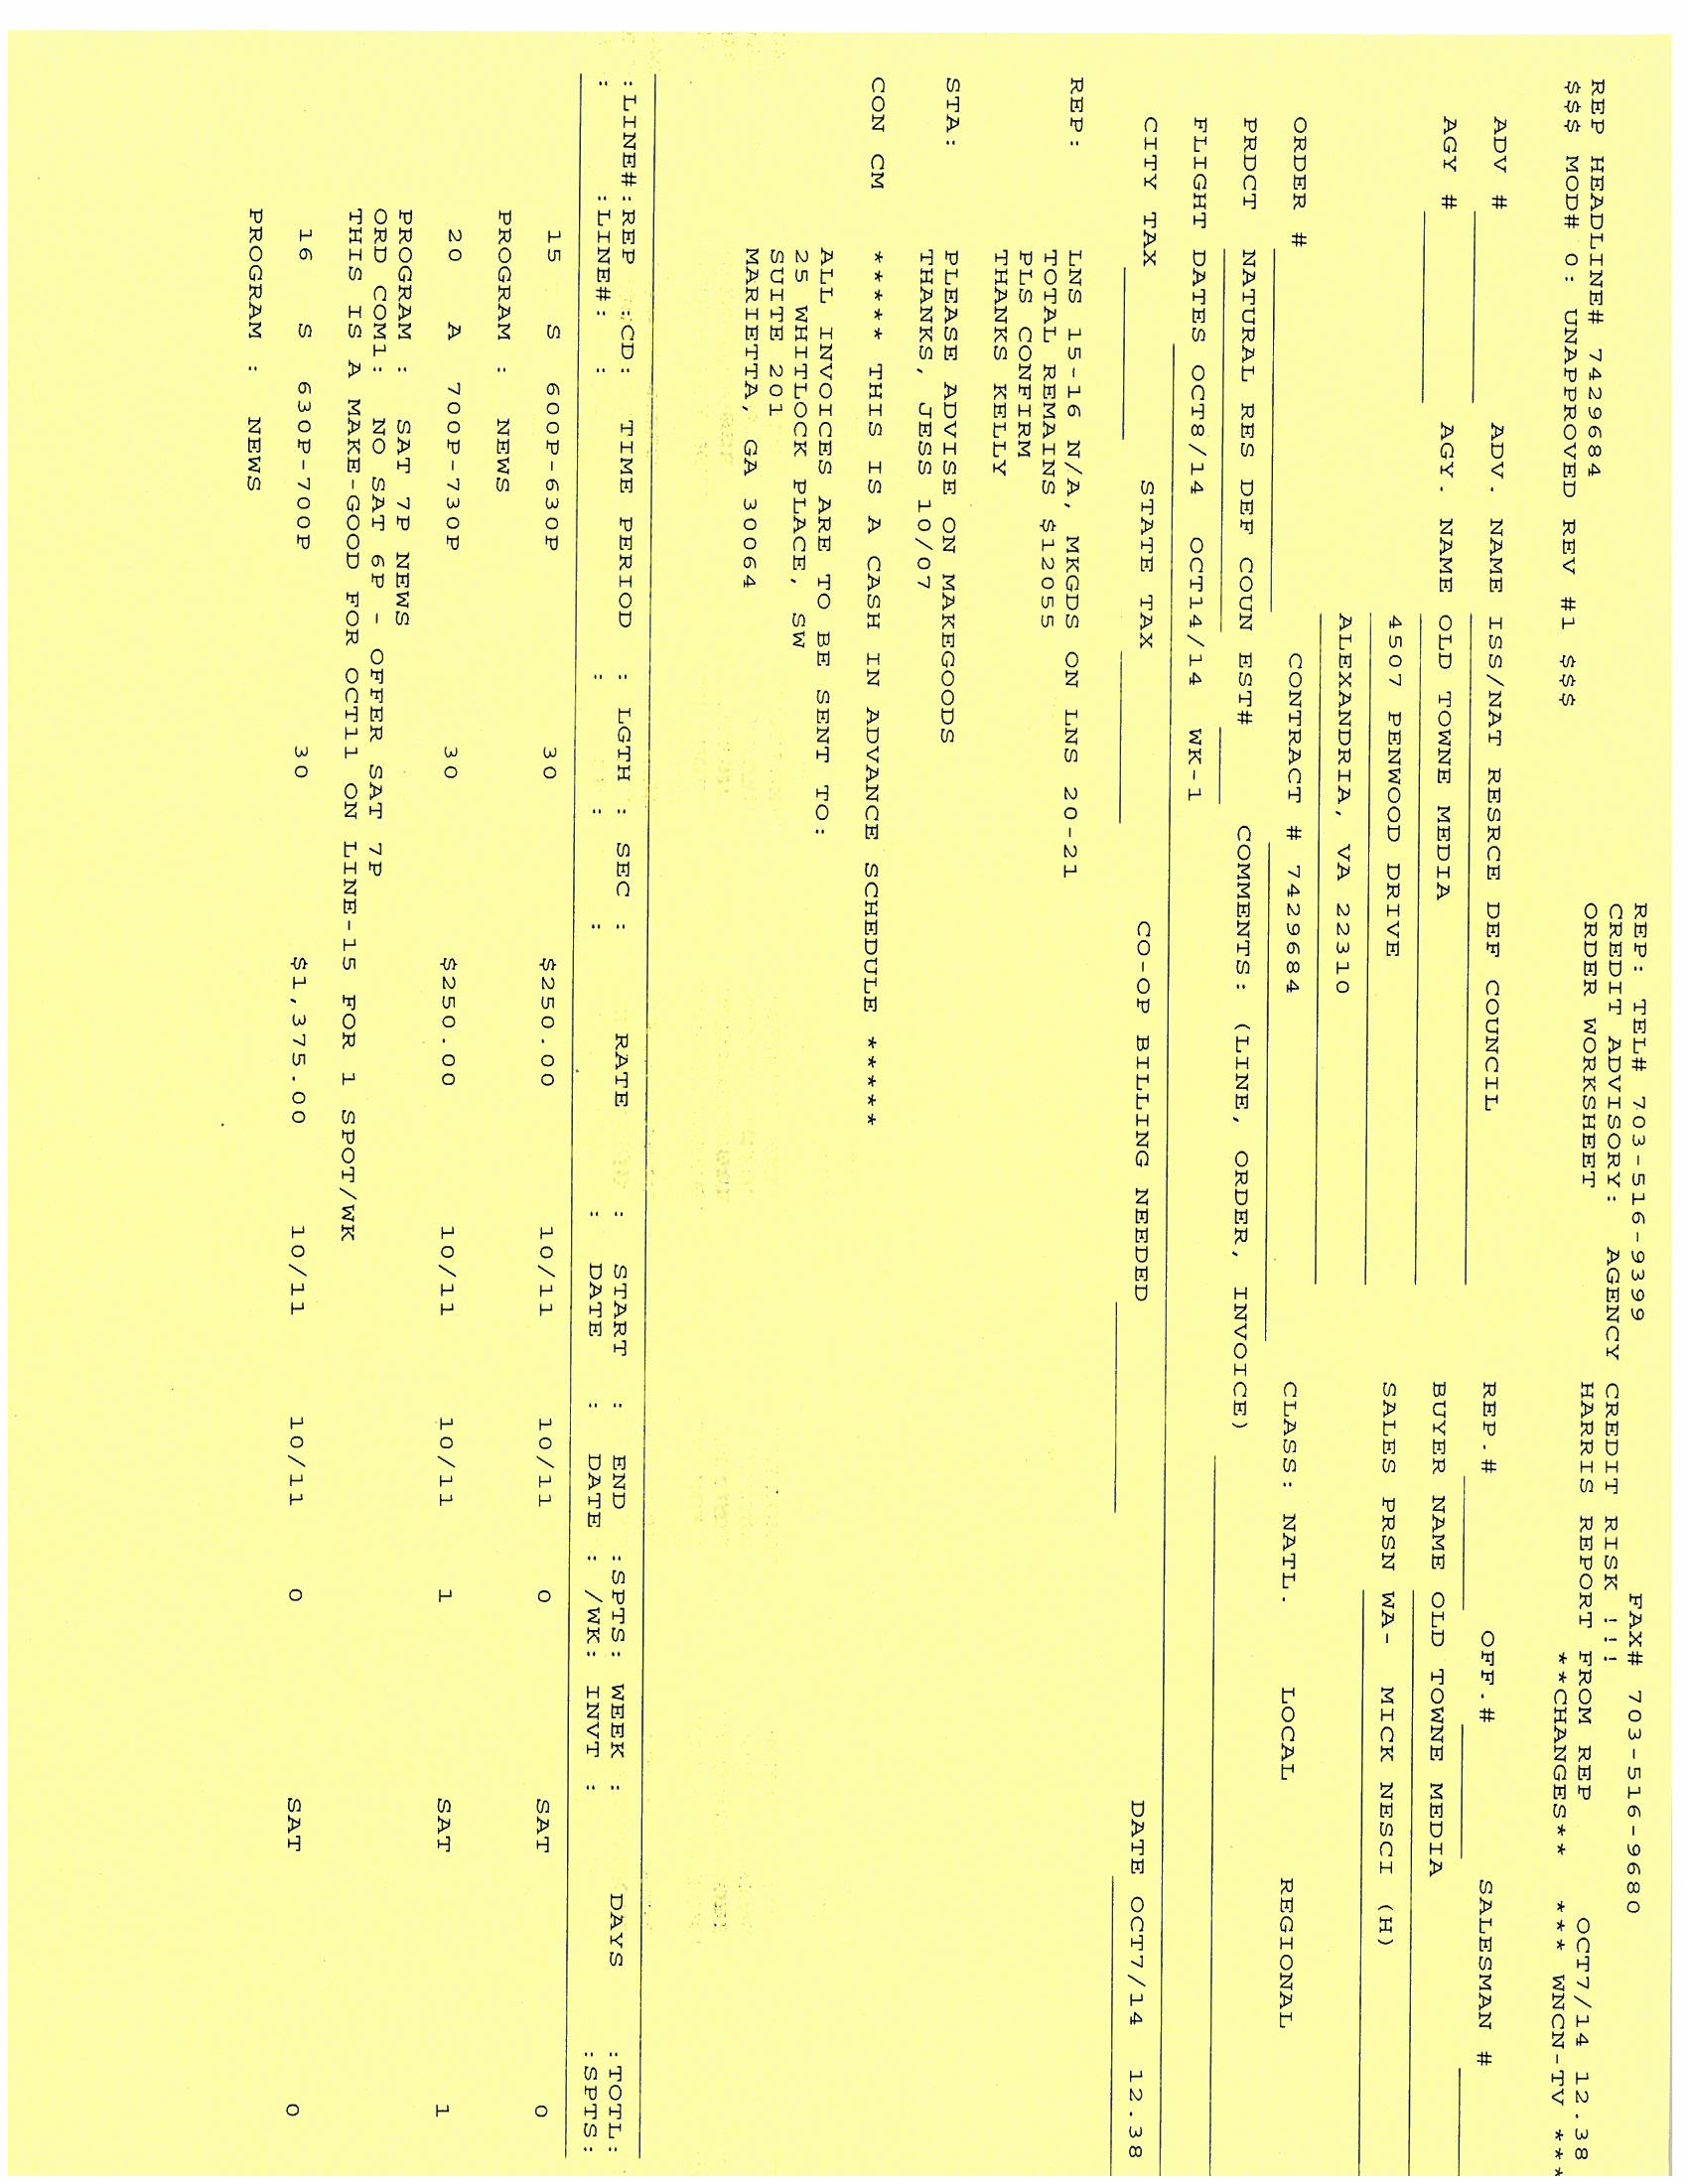 REP: TEL# 703-516-9399 FAX# 703-516-9680
CREDIT ADVISORY: AGENCY CREDIT RISK !!!
ORDER WORKSHEET HARRIS REPORT FROM REP OCT7/14 12.38
REP HEADLINE# 7429684 **CHANGES** *** WNCN-TV ***
$$$ MOD# 0: UNAPPROVED REV #1 $$$
ADV # ADV. NAME ISS/NAT RESRCE DEF COUNCIL REP.# OFF.# SALESMAN #
AGY # AGY. NAME OLD TOWNE MEDIA BUYER NAME OLD TOWNE MEDIA
4507 PENWOOD DRIVE SALES PRSN WA- MICK NESCI (H)
ALEXANDRIA, VA 22310
ORDER # CONTRACT # 7429684 CLASS: NATL. LOCAL REGIONAL
PRDCT NATURAL RES DEF COUN EST# COMMENTS: (LINE, ORDER, INVOICE)
FLIGHT DATES OCT8/14 OCT14/14 WK-1
CITY TAX STATE TAX CO-OP BILLING NEEDED DATE OCT7/14 12.38
REP: LNS 15-16 N/A, MKGDS ON LNS 20-21
TOTAL REMAINS $12055
PLS CONFIRM
THANKS KELLY
STA: PLEASE ADVISE ON MAKEGOODS
THANKS, JESS 10/07
CON CM ***** THIS IS A CASH IN ADVANCE SCHEDULE *****
ALL INVOICES ARE TO BE SENT TO:
25 WHITLOCK PLACE, SW
SUITE 201
MARIETTA, GA 30064
:LINE#:REP :CD: TIME PERIOD : LGTH : SEC : RATE : START : END :SPTS: WEEK : DAYS :TOTL:
: :LINE#: : : : : : DATE : DATE : /WK: INVT : :SPTS:
15 S 600P-630P 30 $250.00 10/11 10/11 0 SAT 0
PROGRAM : NEWS
20 A 700P-730P 30 $250.00 10/11 10/11 1 SAT 1
PROGRAM : SAT 7P NEWS
ORD COM1: NO SAT 6P - OFFER SAT 7P
THIS IS A MAKE-GOOD FOR OCT11 ON LINE-15 FOR 1 SPOT/WK
16 S 630P-700P 30 $1,375.00 10/11 10/11 0 SAT 0
PROGRAM : NEWS